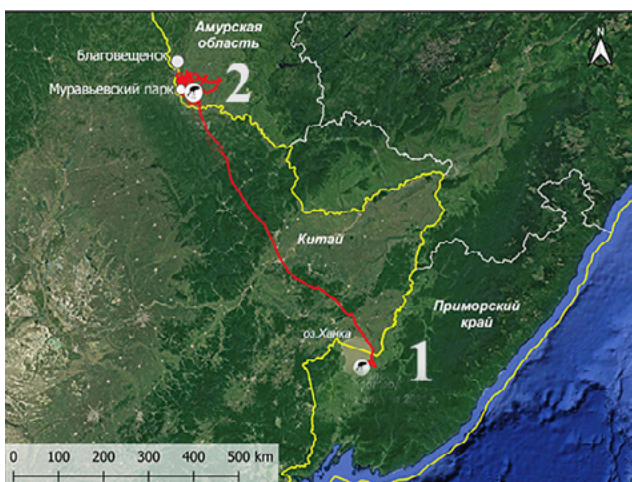 Амурская
область
Благовещенск
Муравьевский парк
2
N
Китай
Приморский
край
оз.Ханка
1
0 100 200 300 400 500 km